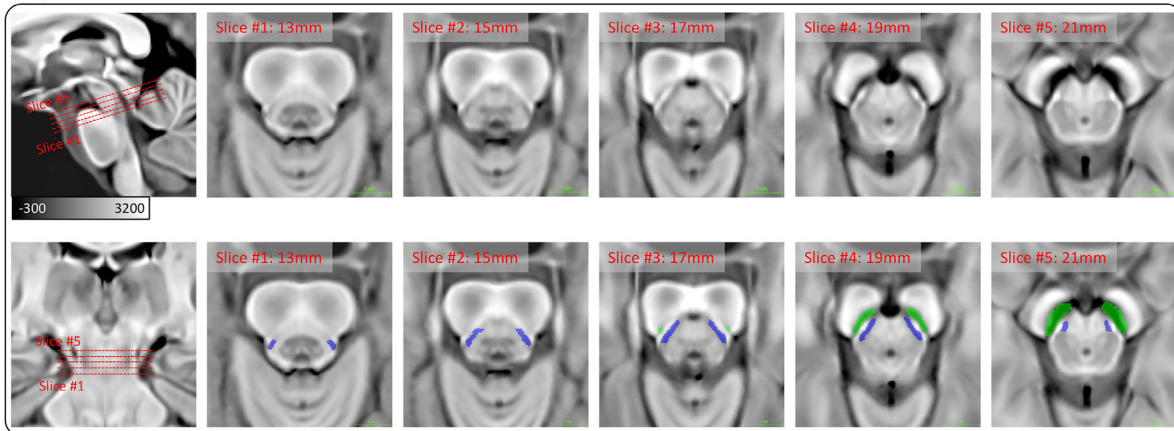 Slice #1: 13mm
Slice #2: 15mm
Slice #3: 17mm
Slice #4: 19mm
Slice #5: 21mm
Slice #5
Slice #1
-300 3200
Slice #1: 13mm
Slice #2: 15mm
Slice #3: 17mm
Slice #4: 19mm
Slice #5: 21mm
Slice #5
Slice #1